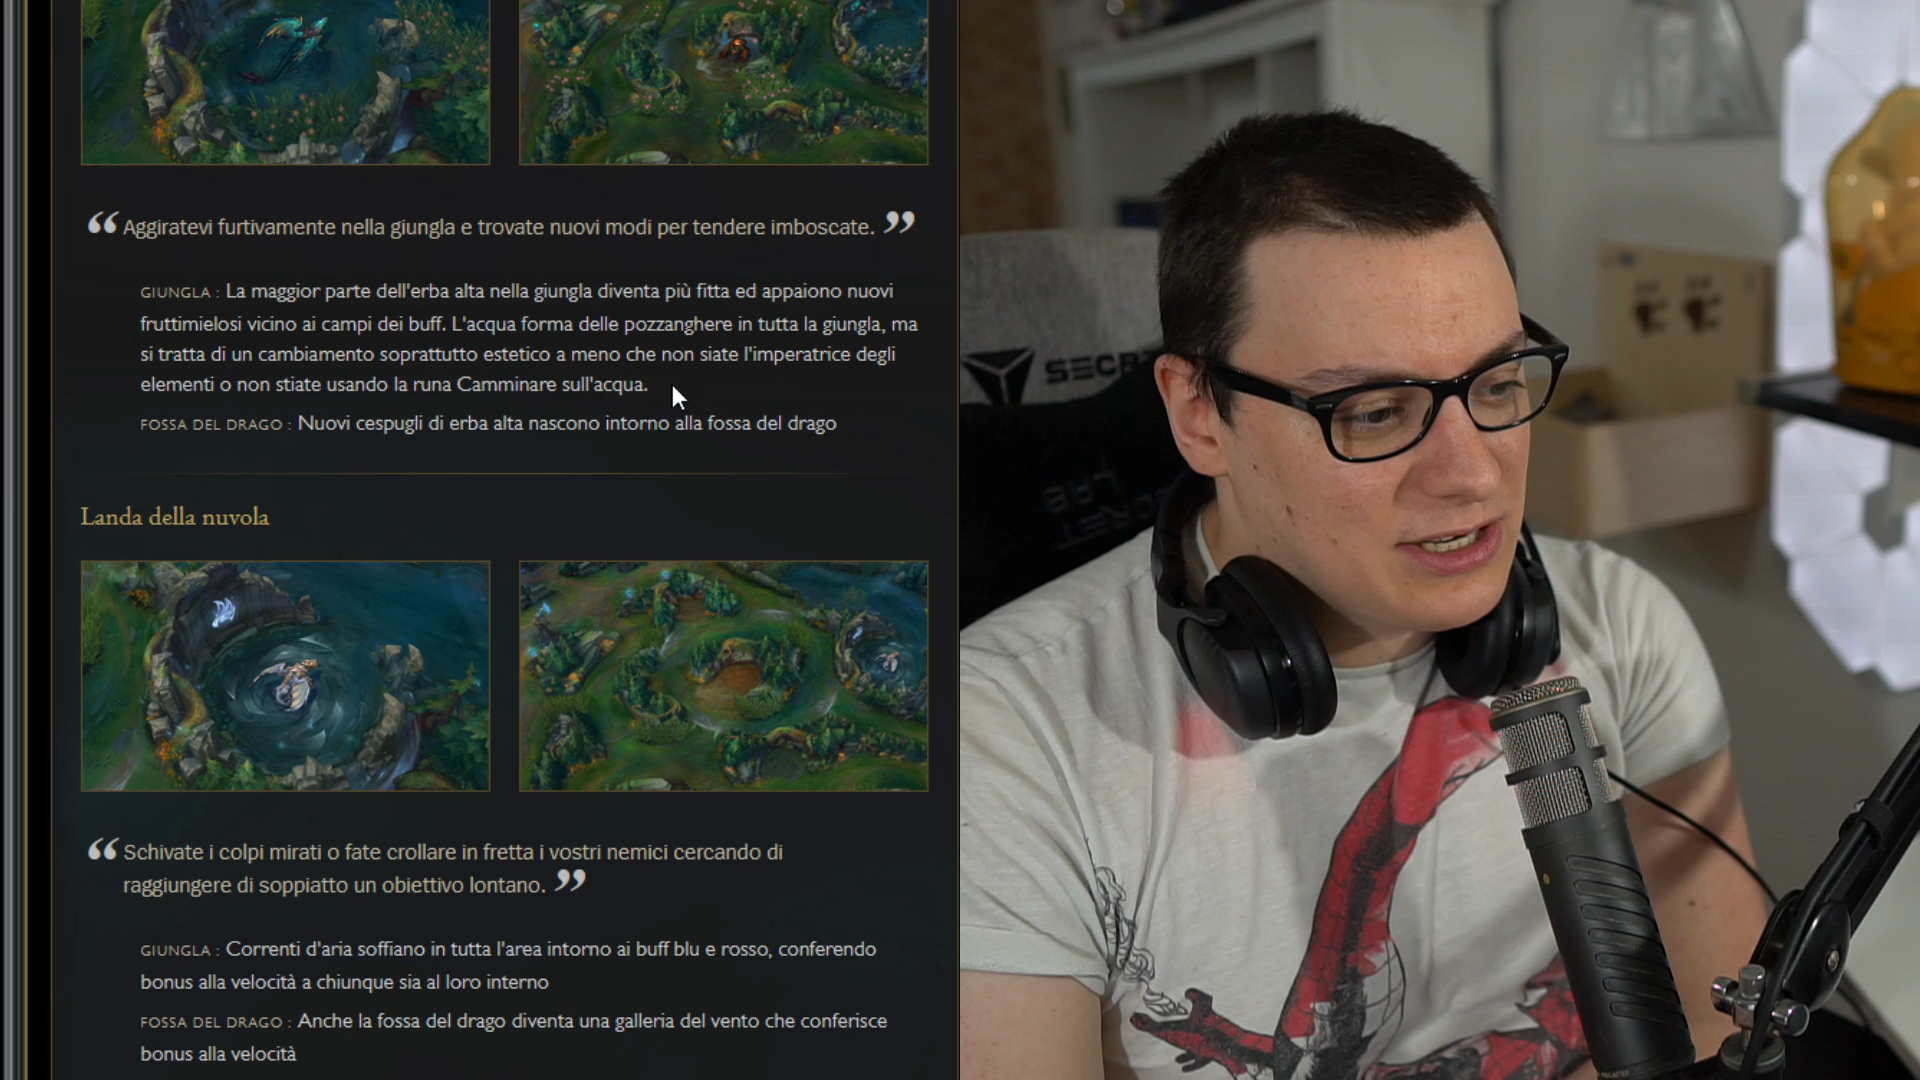 “ Aggiratevi furtivamente nella giungla e trovate nuovi modi per tendere imboscate. ”
GIUNGLA : La maggior parte dell'erba alta nella giungla diventa più fitta ed appaiono nuovi
fruttimielosi vicino ai campi dei buff. L'acqua forma delle pozzanghere in tutta la giungla, ma
si tratta di un cambiamento soprattutto estetico a meno che non siate l'imperatrice degli
elementi o non stiate usando la runa Camminare sull'acqua.
FOSSA DEL DRAGO : Nuovi cespugli di erba alta nascono intorno alla fossa del drago
Landa della nuvola
“ Schivate i colpi mirati o fate crollare in fretta i vostri nemici cercando di
raggiungere di soppiatto un obiettivo lontano. ”
GIUNGLA : Correnti d'aria soffiano in tutta l'area intorno ai buff blu e rosso, conferendo
bonus alla velocità a chiunque sia al loro interno
FOSSA DEL DRAGO : Anche la fossa del drago diventa una galleria del vento che conferisce
bonus alla velocità
SECRE